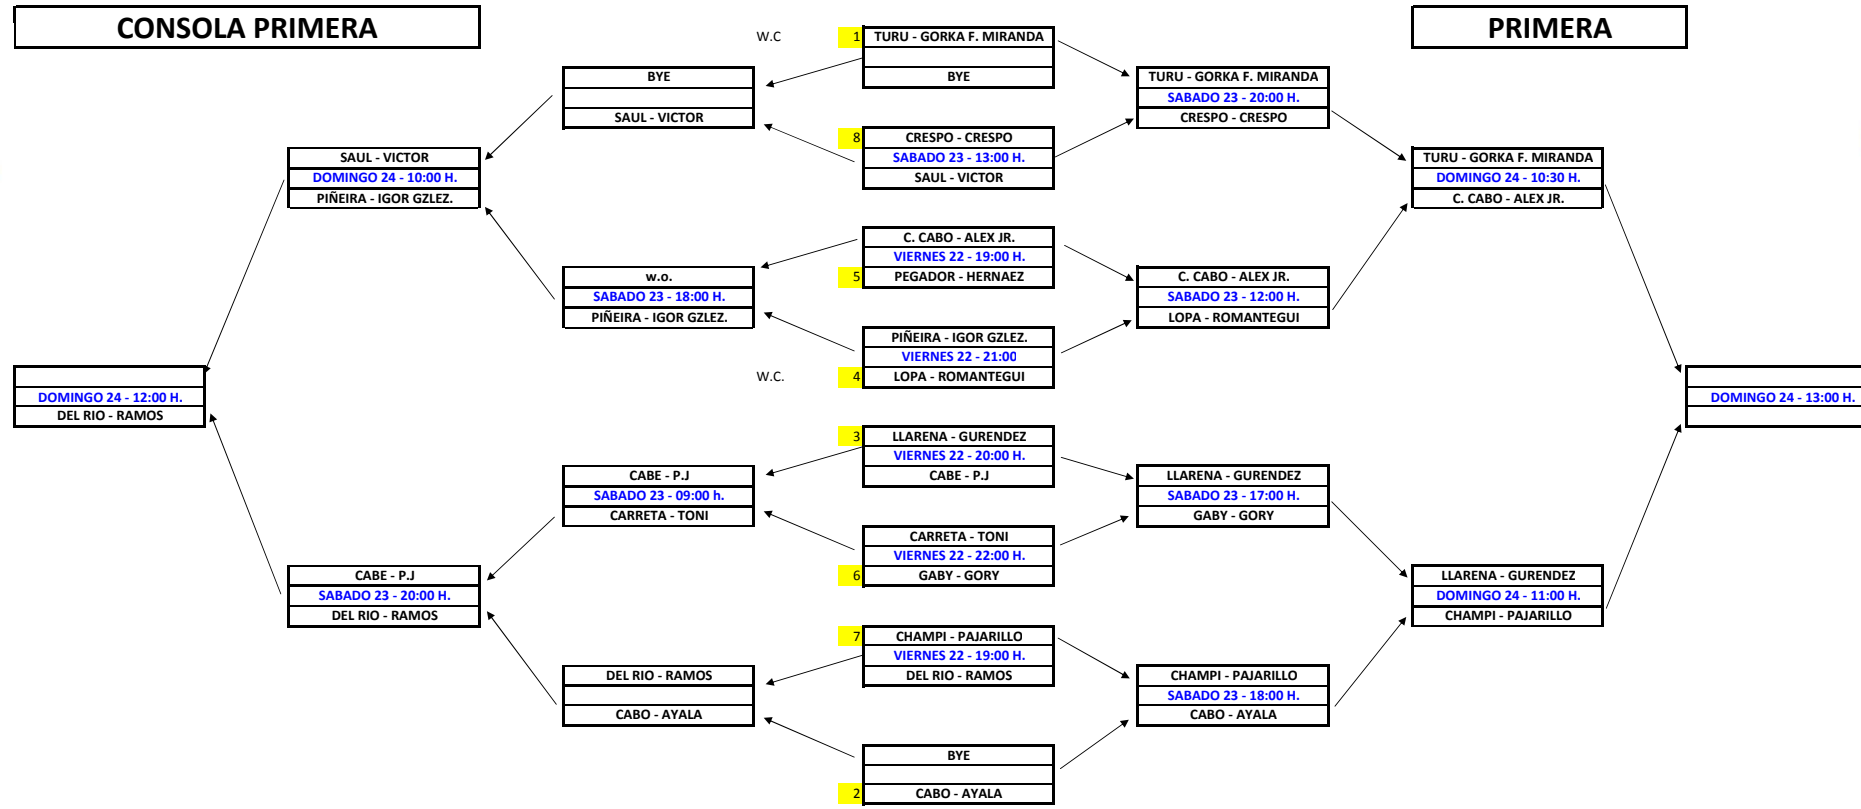 CONSOLA PRIMERA
PRIMERA
W.C
1
TURU - GORKA F. MIRANDA
BYE
8
CRESPO - CRESPO
SABADO 23 - 13:00 H.
SAUL - VICTOR
C. CABO - ALEX JR.
VIERNES 22 - 19:00 H.
5
PEGADOR - HERNAEZ
PIÑEIRA - IGOR GZLEZ.
VIERNES 22 - 21:00
W.C.
4
LOPA - ROMANTEGUI
3
LLARENA - GURENDEZ
VIERNES 22 - 20:00 H.
CABE - P.J
CARRETA - TONI
VIERNES 22 - 22:00 H.
6
GABY - GORY
7
CHAMPI - PAJARILLO
VIERNES 22 - 19:00 H.
DEL RIO - RAMOS
BYE
2
CABO - AYALA
BYE
SAUL - VICTOR
w.o.
SABADO 23 - 18:00 H.
PIÑEIRA - IGOR GZLEZ.
CABE - P.J
SABADO 23 - 09:00 h.
CARRETA - TONI
DEL RIO - RAMOS
CABO - AYALA
SAUL - VICTOR
DOMINGO 24 - 10:00 H.
PIÑEIRA - IGOR GZLEZ.
CABE - P.J
SABADO 23 - 20:00 H.
DEL RIO - RAMOS
DOMINGO 24 - 12:00 H.
DEL RIO - RAMOS
TURU - GORKA F. MIRANDA
SABADO 23 - 20:00 H.
CRESPO - CRESPO
C. CABO - ALEX JR.
SABADO 23 - 12:00 H.
LOPA - ROMANTEGUI
LLARENA - GURENDEZ
SABADO 23 - 17:00 H.
GABY - GORY
CHAMPI - PAJARILLO
SABADO 23 - 18:00 H.
CABO - AYALA
TURU - GORKA F. MIRANDA
DOMINGO 24 - 10:30 H.
C. CABO - ALEX JR.
LLARENA - GURENDEZ
DOMINGO 24 - 11:00 H.
CHAMPI - PAJARILLO
DOMINGO 24 - 13:00 H.